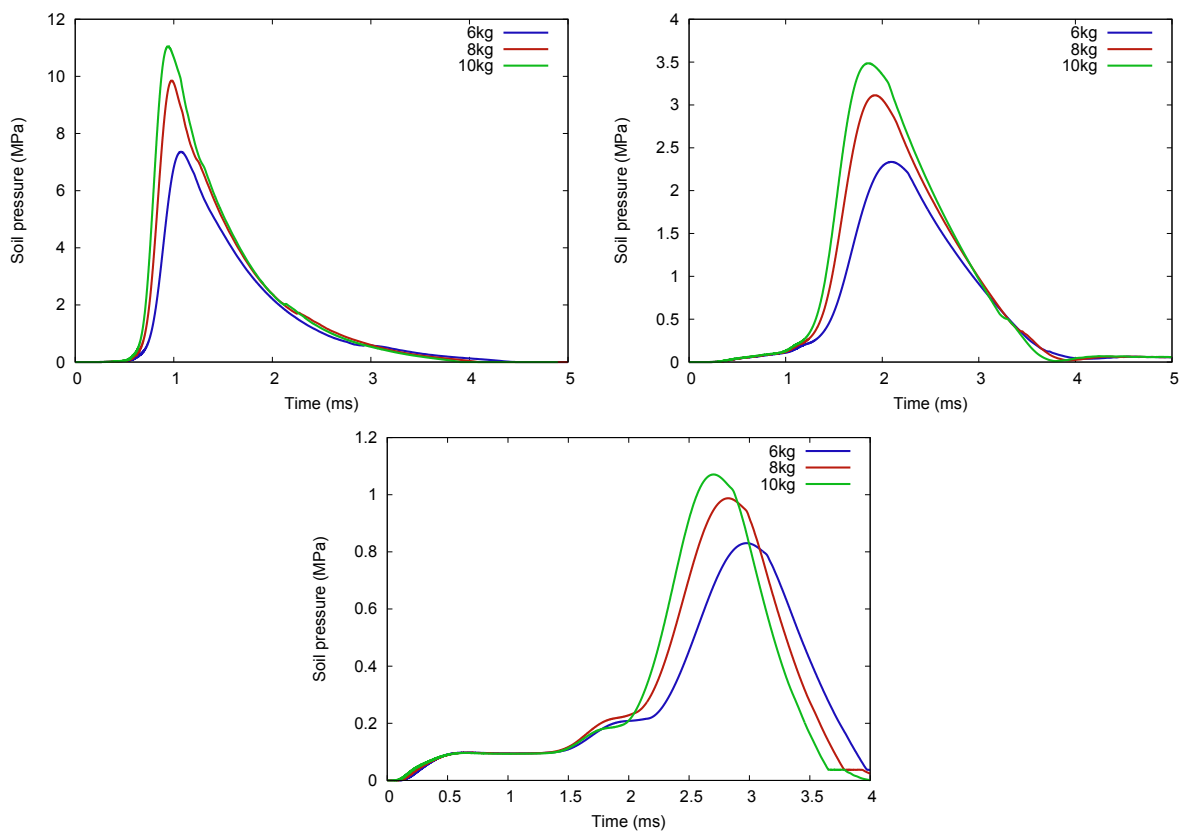 12
10
8
6
4
2
0
0 1 2 3 4 5
Soil pressure (MPa)
Time (ms)
6kg
8kg
10kg
4
3.5
3
2.5
2
1.5
1
0.5
0
0 1 2 3 4 5
Soil pressure (MPa)
Time (ms)
6kg
8kg
10kg
1.2
1
0.8
0.6
0.4
0.2
0
0 0.5 1 1.5 2 2.5 3 3.5 4
Soil pressure (MPa)
Time (ms)
6kg
8kg
10kg